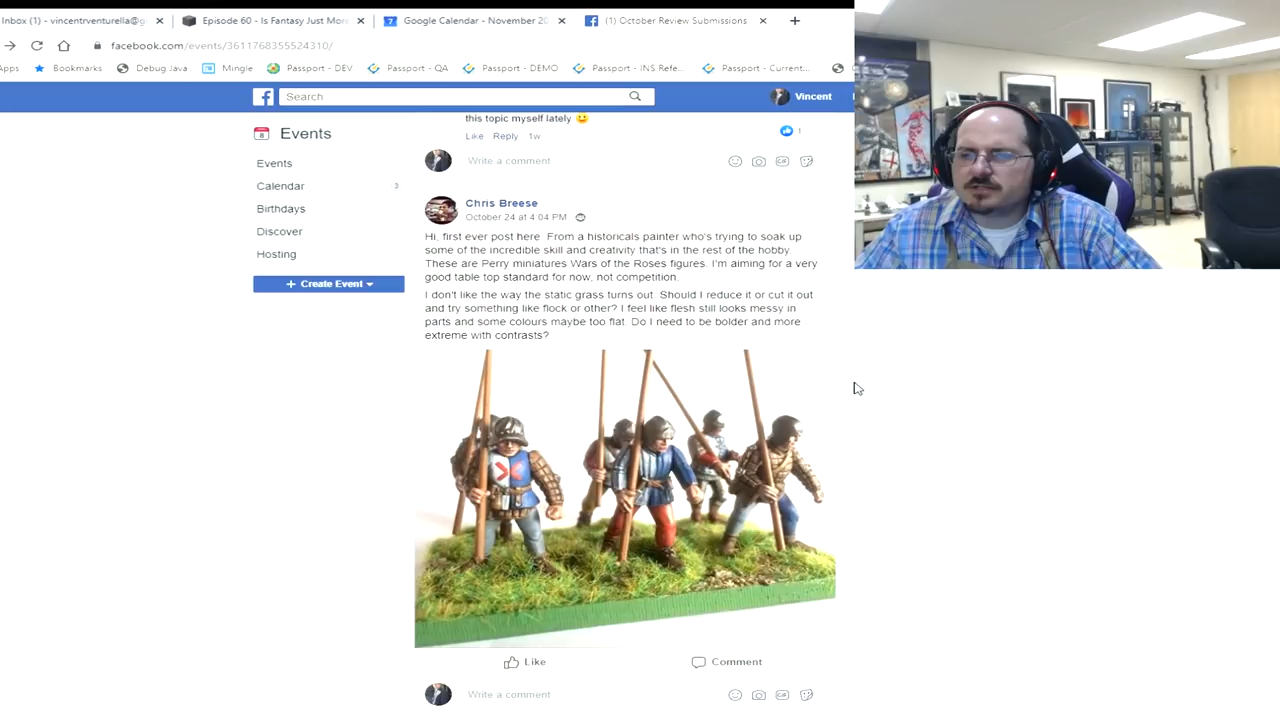 Inbox (1) - vincentrventurella@g
Episode 60 - Is Fantasy Just More
Google Calendar - November 20
(1) October Review Submissions
facebook.com/events/3611768355524310/
Apps
Bookmarks
Debug Java
Mingle
Passport - DEV
Passport - QA
Passport - DEMO
Passport - INS Refe...
Passport - Current...
Search
Vincent
Events
Events
Calendar
3
Birthdays
Discover
Hosting
+ Create Event
this topic myself lately
Like Reply 1w
1
Write a comment
Chris Breese
October 24 at 4:04 PM
Hi, first ever post here. From a historicals painter who's trying to soak up
some of the incredible skill and creativity that's in the rest of the hobby.
These are Perry miniatures Wars of the Roses figures. I'm aiming for a very
good table top standard for now, not competition.
I don't like the way the static grass turns out. Should I reduce it or cut it out
and try something like flock or other? I feel like flesh still looks messy in
parts and some colours maybe too flat. Do I need to be bolder and more
extreme with contrasts?
Like
Comment
Write a comment